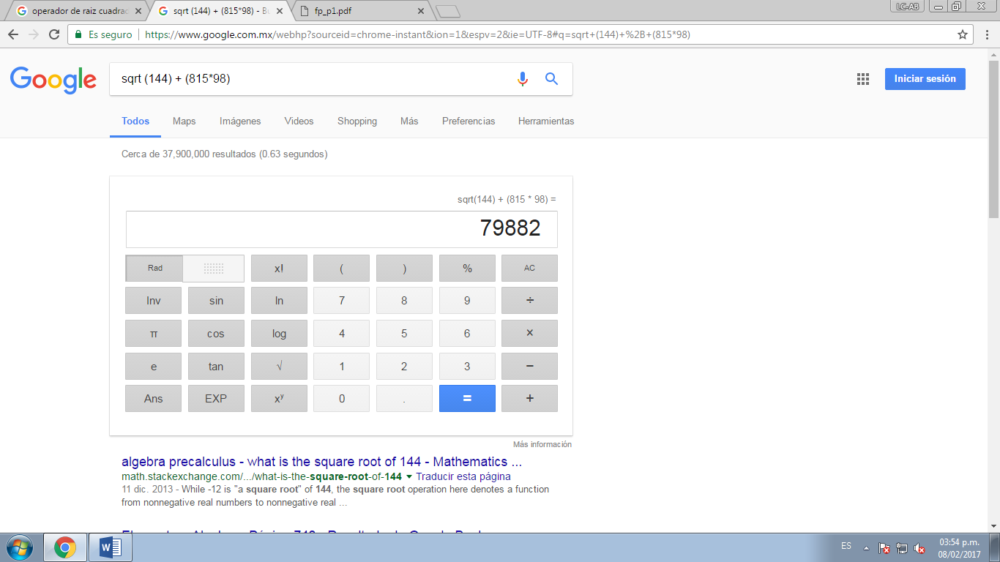 operador de raiz cuadrac
sqrt (144) + (815*98) - Bu
fp_p1.pdf
LC-AB
Es seguro
https://www.google.com.mx/webhp?sourceid=chrome-instant&ion=1&espv=2&ie=UTF-8#q=sqrt+(144)+%2B+(815*98)
Google
sqrt (144) + (815*98)
Iniciar sesión
Todos Maps Imágenes Videos Shopping Más Preferencias Herramientas
Cerca de 37,900,000 resultados (0.63 segundos)
sqrt(144) + (815 * 98) =
79882
Rad x! ( ) % AC
Inv sin ln 7 8 9 ÷
π cos log 4 5 6 ×
e tan √ 1 2 3 −
Ans EXP xʸ 0 . = +
Más información
algebra precalculus - what is the square root of 144 - Mathematics ...
math.stackexchange.com/.../what-is-the-square-root-of-144 Traducir esta página
11 dic. 2013 - While -12 is "a square root" of 144, the square root operation here denotes a function
from nonnegative real numbers to nonnegative real ...
ES
03:54 p.m.
08/02/2017